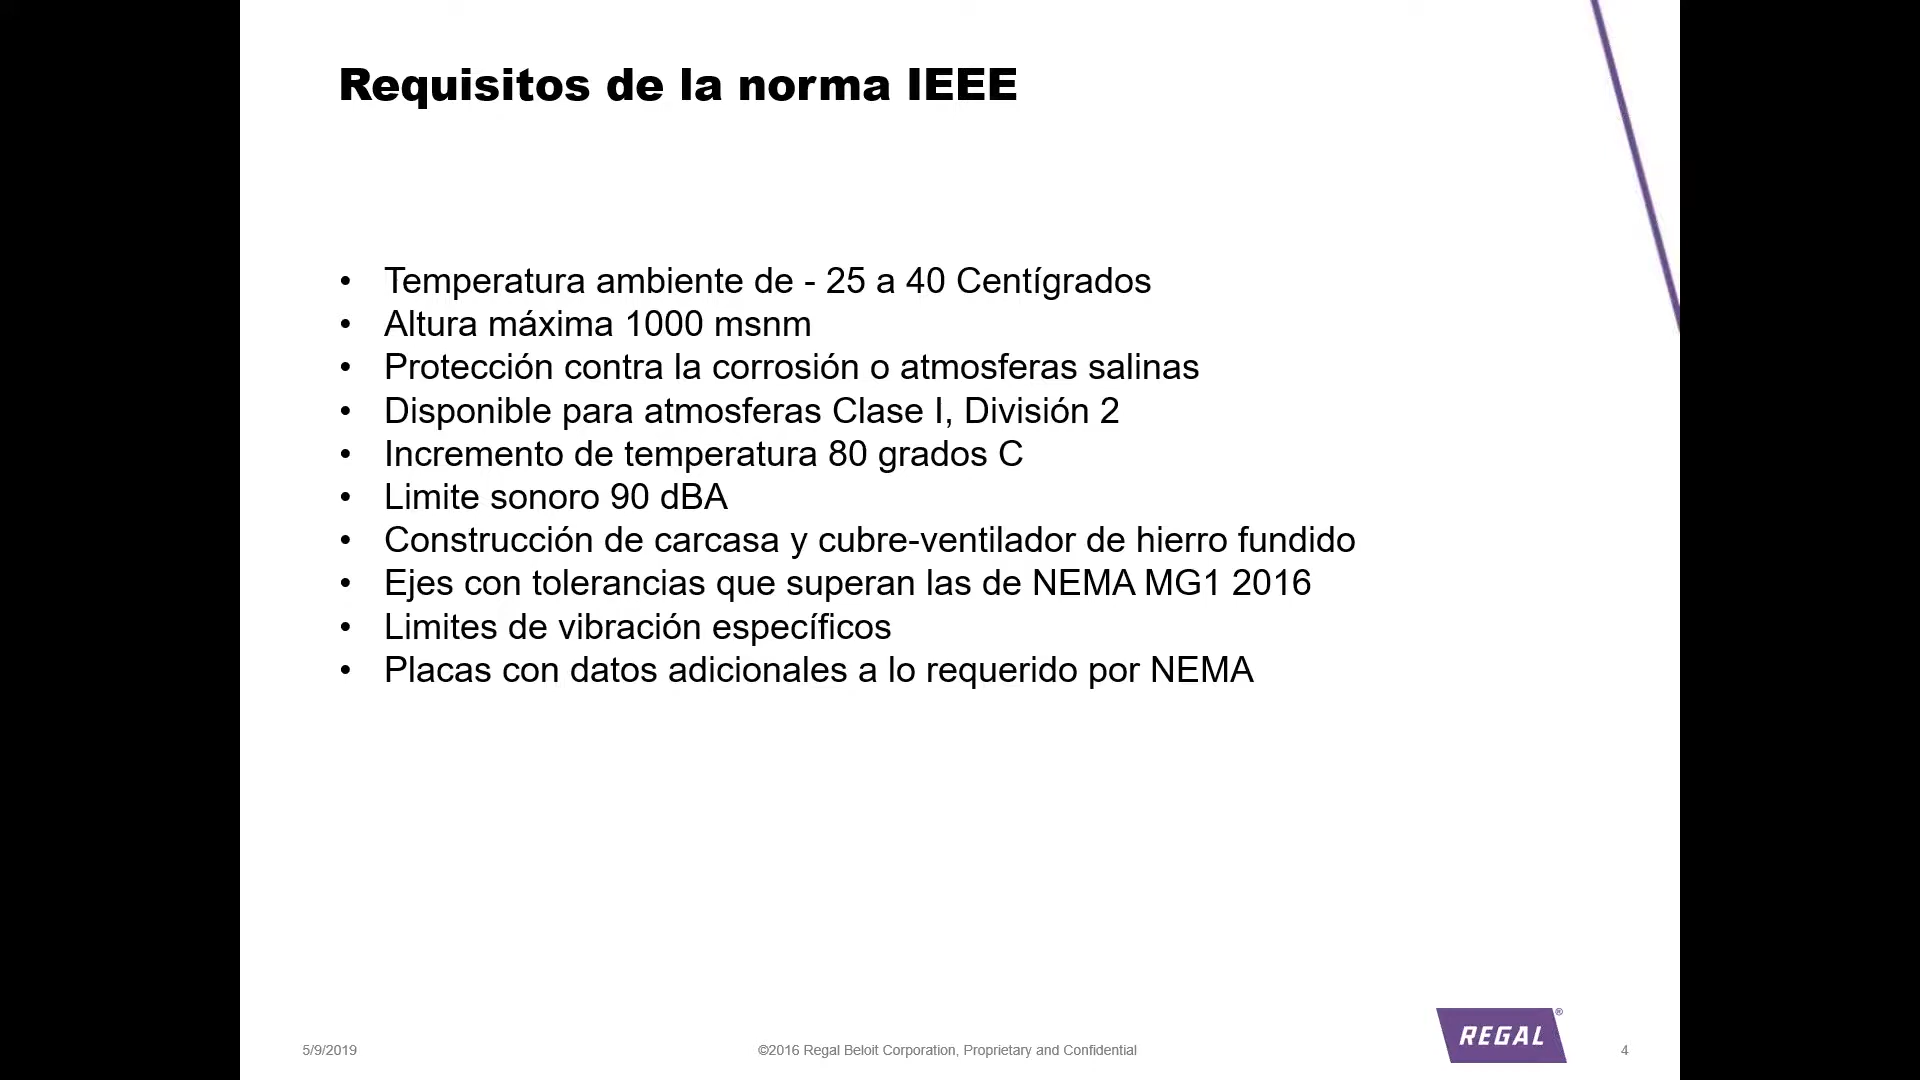 Requisitos de la norma IEEE
• Temperatura ambiente de - 25 a 40 Centígrados
• Altura máxima 1000 msnm
• Protección contra la corrosión o atmosferas salinas
• Disponible para atmosferas Clase I, División 2
• Incremento de temperatura 80 grados C
• Limite sonoro 90 dBA
• Construcción de carcasa y cubre-ventilador de hierro fundido
• Ejes con tolerancias que superan las de NEMA MG1 2016
• Limites de vibración específicos
• Placas con datos adicionales a lo requerido por NEMA
5/9/2019
©2016 Regal Beloit Corporation, Proprietary and Confidential
REGAL®
4